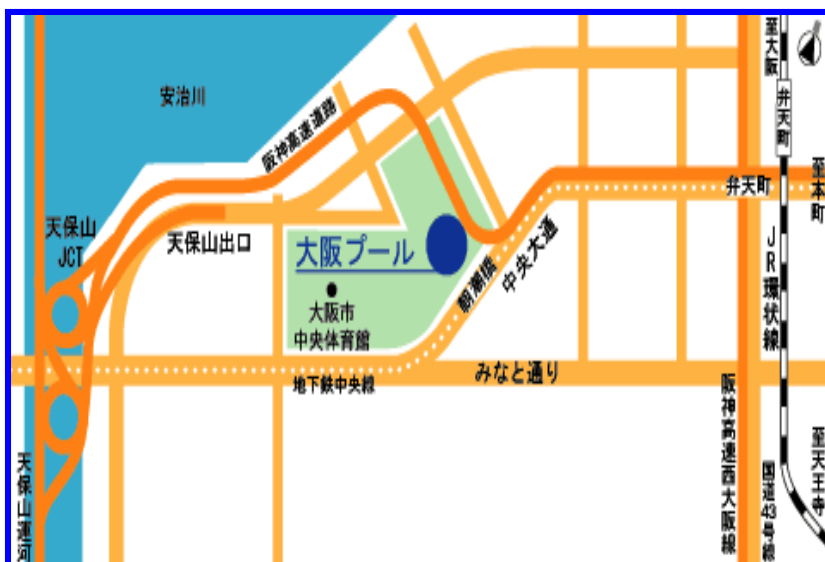 至大阪
弁天町
安治川
阪神高速道路
至本町
弁天町
天保山
JCT
天保山出口
大阪プール
中央大通
朝潮橋
大阪市
中央体育館
JR環状線
みなと通り
地下鉄中央線
阪神高速西大阪線
国道43号線
至天王寺
天保山運河